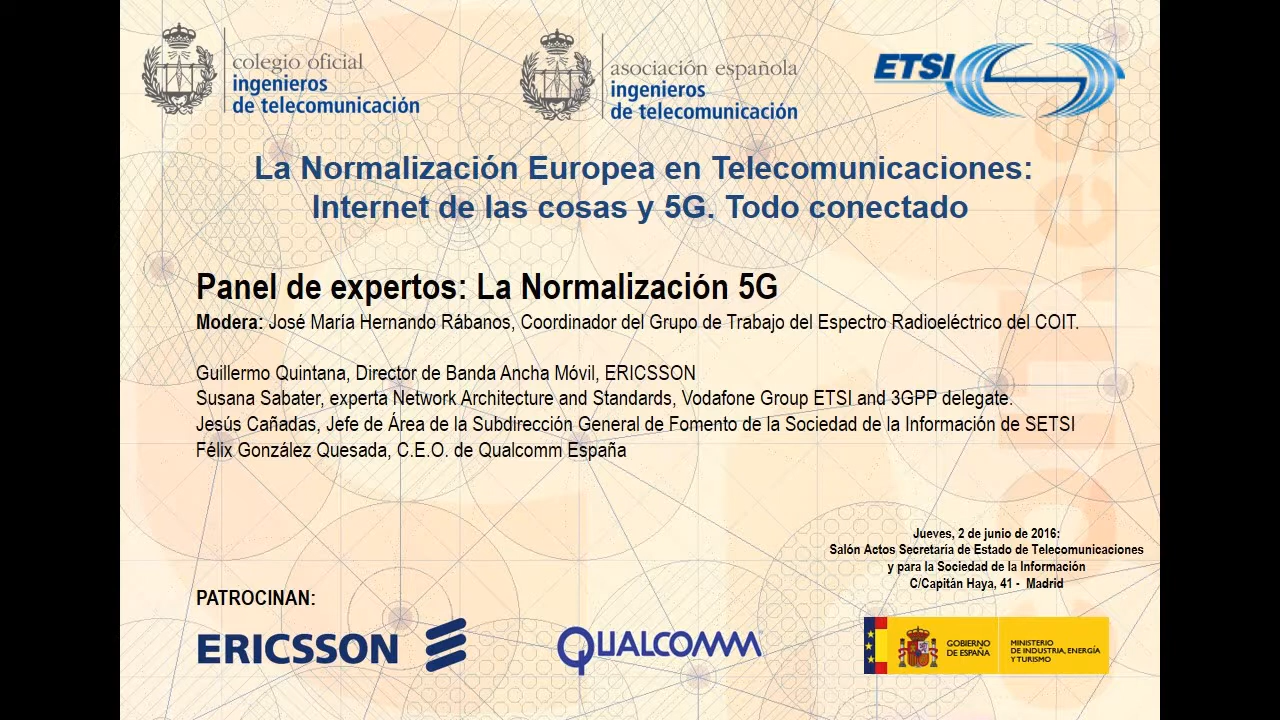 colegio oficial
ingenieros
de telecomunicación
asociación española
ingenieros
de telecomunicación
ETSI
La Normalización Europea en Telecomunicaciones:
Internet de las cosas y 5G. Todo conectado
Panel de expertos: La Normalización 5G
Modera: José María Hernando Rábanos, Coordinador del Grupo de Trabajo del Espectro Radioeléctrico del COIT.
Guillermo Quintana, Director de Banda Ancha Móvil, ERICSSON
Susana Sabater, experta Network Architecture and Standards, Vodafone Group ETSI and 3GPP delegate.
Jesús Cañadas, Jefe de Área de la Subdirección General de Fomento de la Sociedad de la Información de SETSI
Félix González Quesada, C.E.O. de Qualcomm España
Jueves, 2 de junio de 2016:
Salón Actos Secretaría de Estado de Telecomunicaciones
y para la Sociedad de la Información
C/Capitán Haya, 41 - Madrid
PATROCINAN:
ERICSSON
QUALCOMM
GOBIERNO
DE ESPAÑA
MINISTERIO
DE INDUSTRIA, ENERGÍA
Y TURISMO